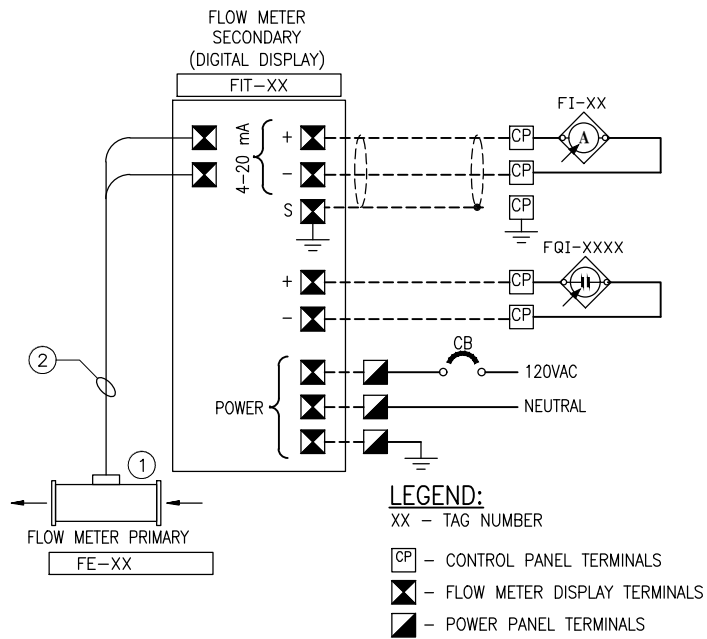 FLOW METER
SECONDARY
(DIGITAL DISPLAY)
FIT-XX
4-20 mA
+
-
S
CP
CP
CP
FI-XX
A
FQI-XXXX
+
-
CP
CP
POWER
CB
120VAC
NEUTRAL
2
1
FLOW METER PRIMARY
FE-XX
LEGEND:
XX - TAG NUMBER
CP - CONTROL PANEL TERMINALS
- FLOW METER DISPLAY TERMINALS
- POWER PANEL TERMINALS